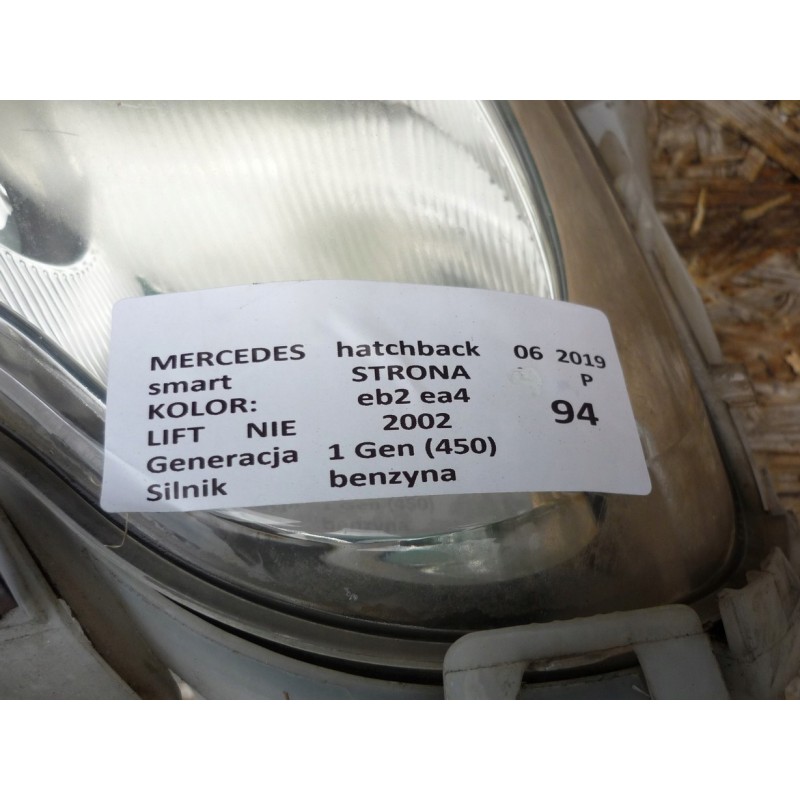 MERCEDES hatchback 06 2019
smart STRONA P
KOLOR: eb2 ea4 94
LIFT NIE 2002
Generacja 1 Gen (450)
Silnik benzyna